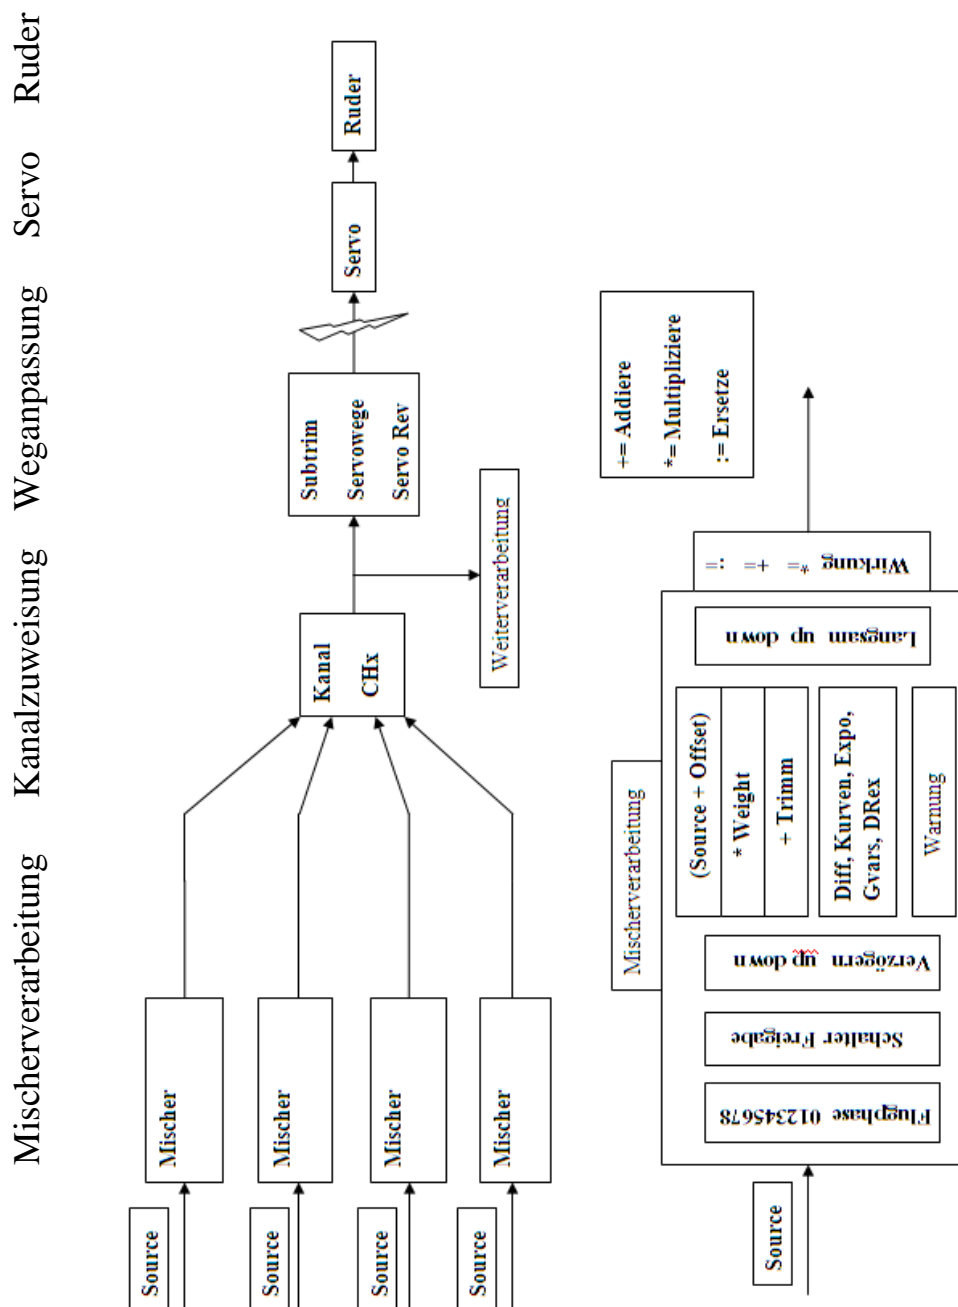 Mischerverarbeitung Kanalzuweisung Weganpassung Servo Ruder
Source
Mischer
Source
Mischer
Source
Mischer
Source
Mischer
Kanal
CHx
Weiterverarbeitung
Subtrim
Servowege
Servo Rev
Servo
Ruder
Source
Mischerverarbeitung
Flugphase 012345678
Schalter Freigabe
Verzögern up down
(Source + Offset)
* Weight
+ Trimm
Diff, Kurven, Expo,
Gvars, DRex
Warnung
Langsam up down
Wirkung *= += :=
+= Addiere
*= Multipliziere
:= Ersetze